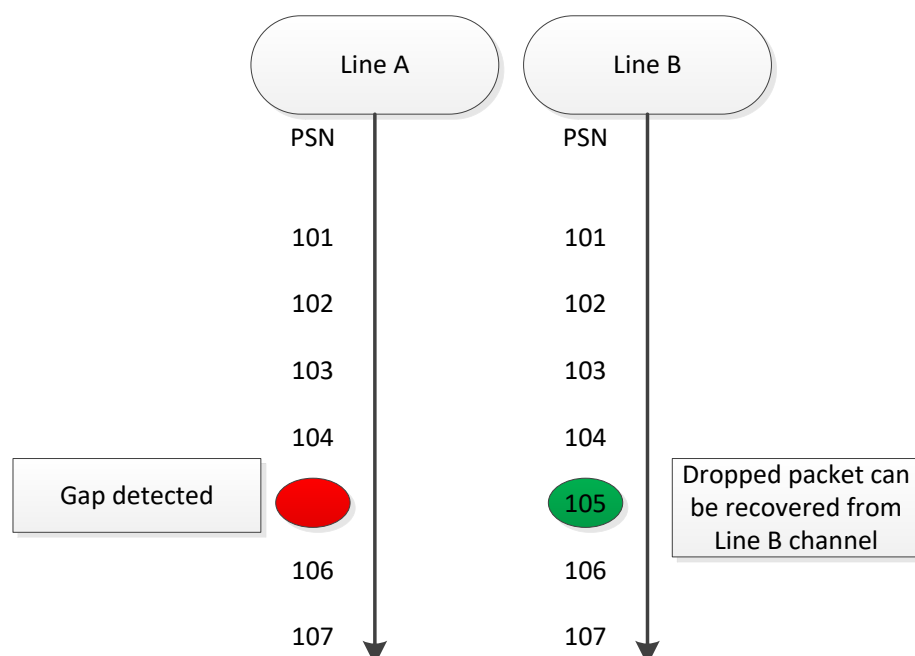 Line A
Line B
PSN
PSN
101
101
102
102
103
103
104
104
Gap detected
105
Dropped packet can
be recovered from
Line B channel
106
106
107
107